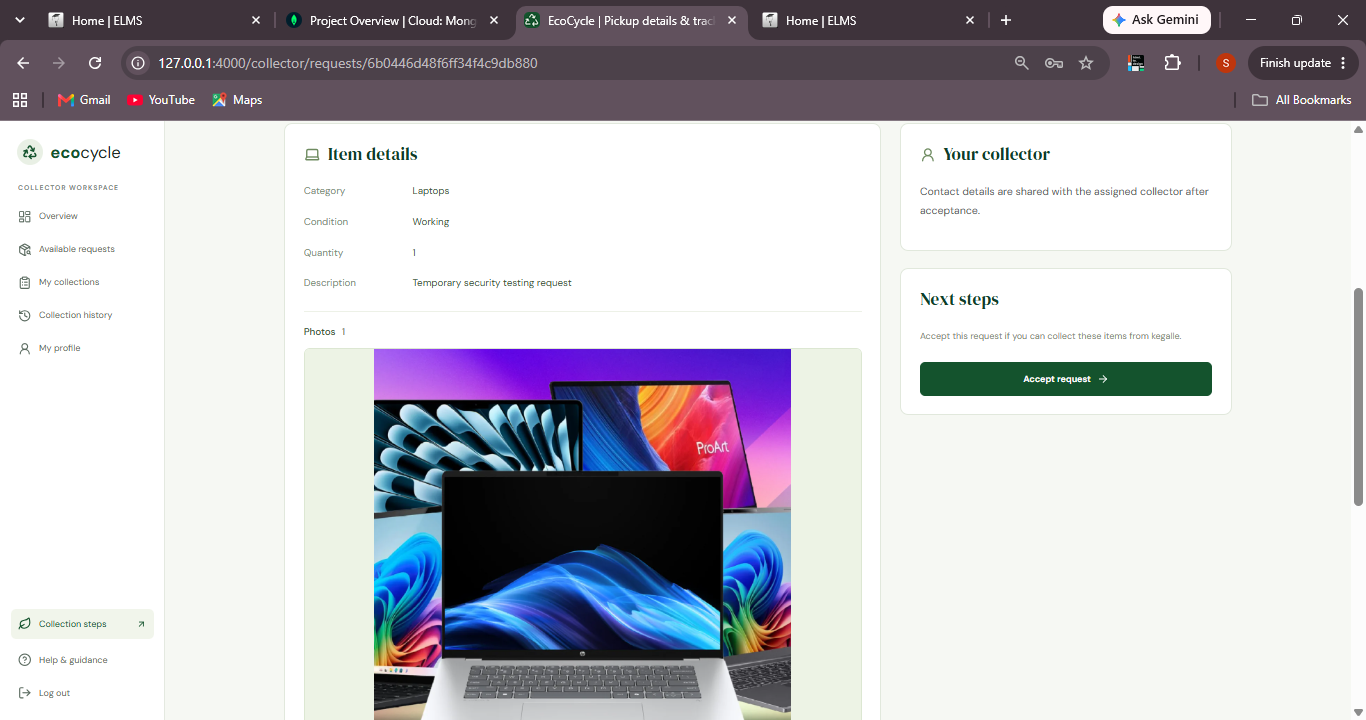 Home | ELMS
Project Overview | Cloud: Mong
EcoCycle | Pickup details & trac
Home | ELMS
Ask Gemini
127.0.0.1:4000/collector/requests/6b0446d48f6ff34f4c9db880
S
Finish update
Gmail
YouTube
Maps
All Bookmarks
ecocycle
COLLECTOR WORKSPACE
Overview
Available requests
My collections
Collection history
My profile
Collection steps
Help & guidance
Log out
Item details
Category Laptops
Condition Working
Quantity 1
Description Temporary security testing request
Photos 1
ProArt
hp
Your collector
Contact details are shared with the assigned collector after
acceptance.
Next steps
Accept this request if you can collect these items from kegalle.
Accept request